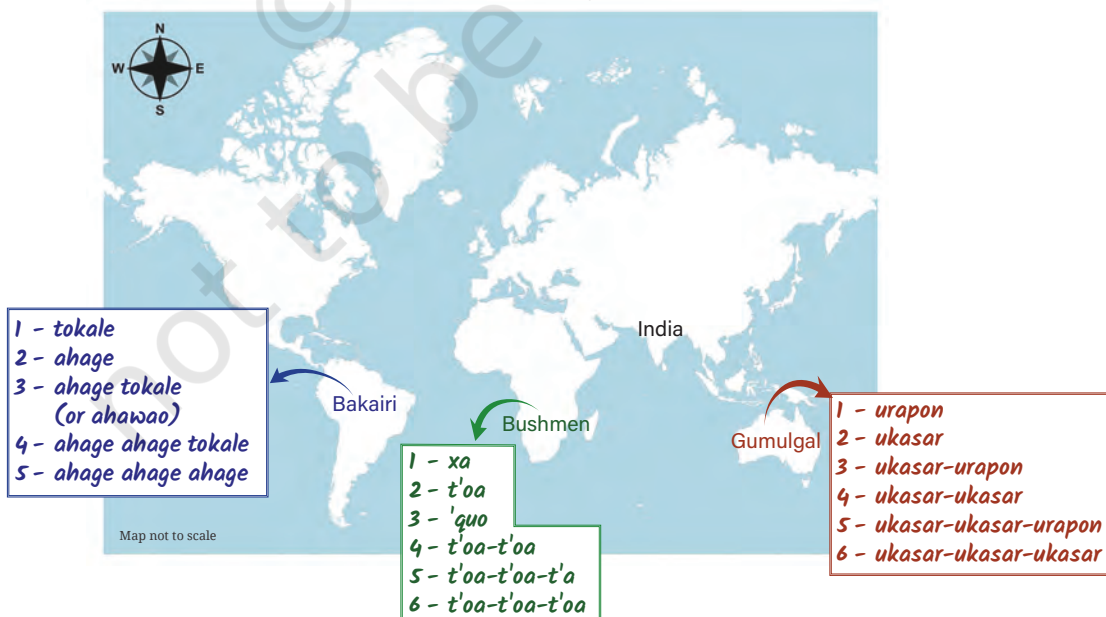 ©
not to be
N
W
E
S
India
1 - tokale
2 - ahage
3 - ahage tokale
(or ahawao)
4 - ahage ahage tokale
5 - ahage ahage ahage
Bakairi
Bushmen
1 - xa
2 - t'oa
3 - 'quo
4 - t'oa-t'oa
5 - t'oa-t'oa-t'a
6 - t'oa-t'oa-t'oa
Gumulgal
1 - urapon
2 - ukasar
3 - ukasar-urapon
4 - ukasar-ukasar
5 - ukasar-ukasar-urapon
6 - ukasar-ukasar-ukasar
Map not to scale